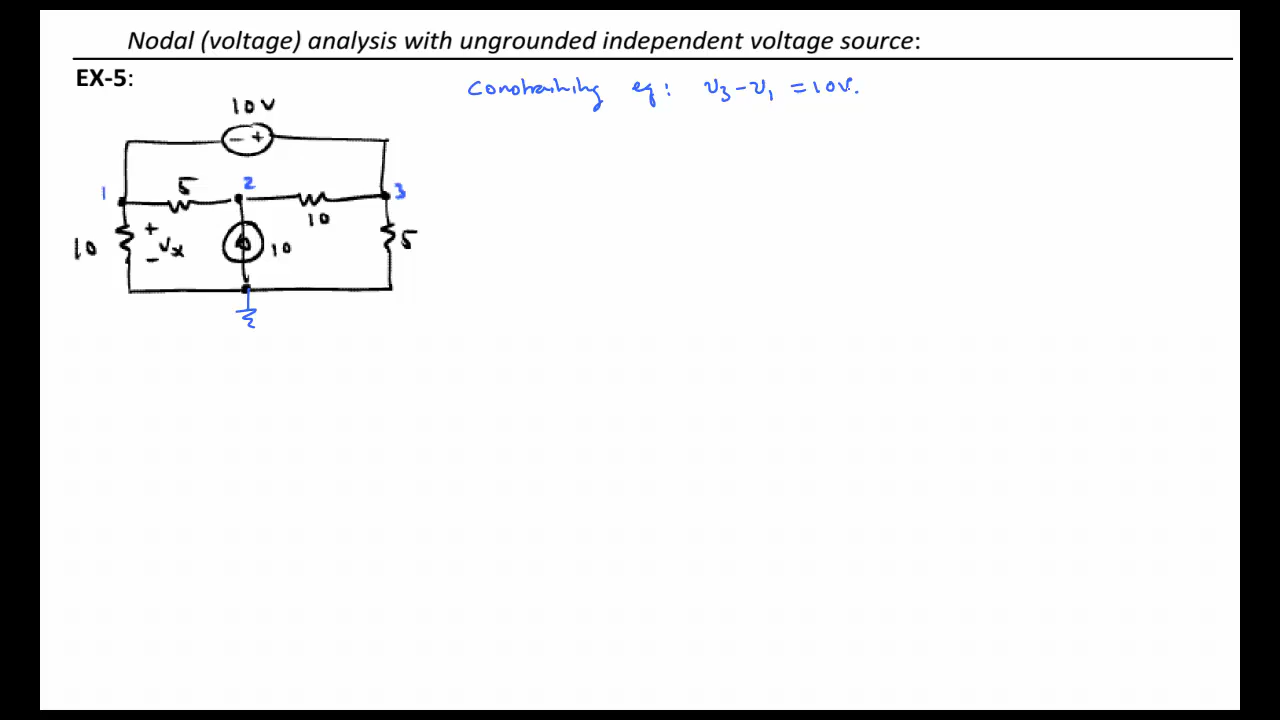 Nodal (voltage) analysis with ungrounded independent voltage source:
EX-5:
Constraining eq: v₃ - v₁ = 10v.
10 V
- +
1 5 2 3
10
10 + Vx - 10 5